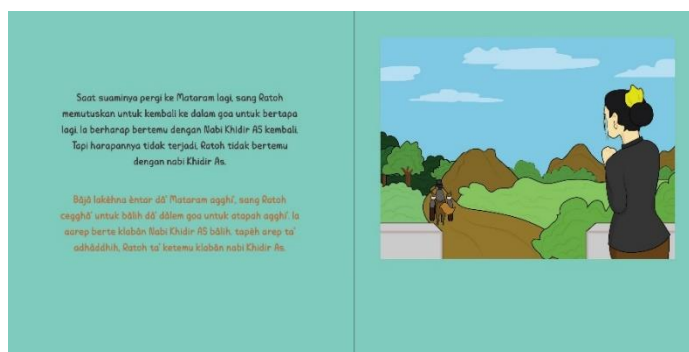 Saat suaminya pergi ke Mataram lagi, sang Ratoh
memutuskan untuk kembali ke dalam goa untuk bertapa
lagi. Ia berharap bertemu dengan Nabi Khidir AS kembali.
Tapi harapannya tidak terjadi, Ratoh tidak bertemu
dengan nabi Khidir As.
Bâjâ lakèhna èntar dâ' Mataram agghi', sang Ratoh
cegghâ' untuk bâlih dâ' dâlem goa untuk atapah agghi'. Ia
aarep berte klabân Nabi Khidir AS bâlih, tapèh arep ta'
adhâddhih, Ratoh ta' ketemu klabân nabi Khidir As.